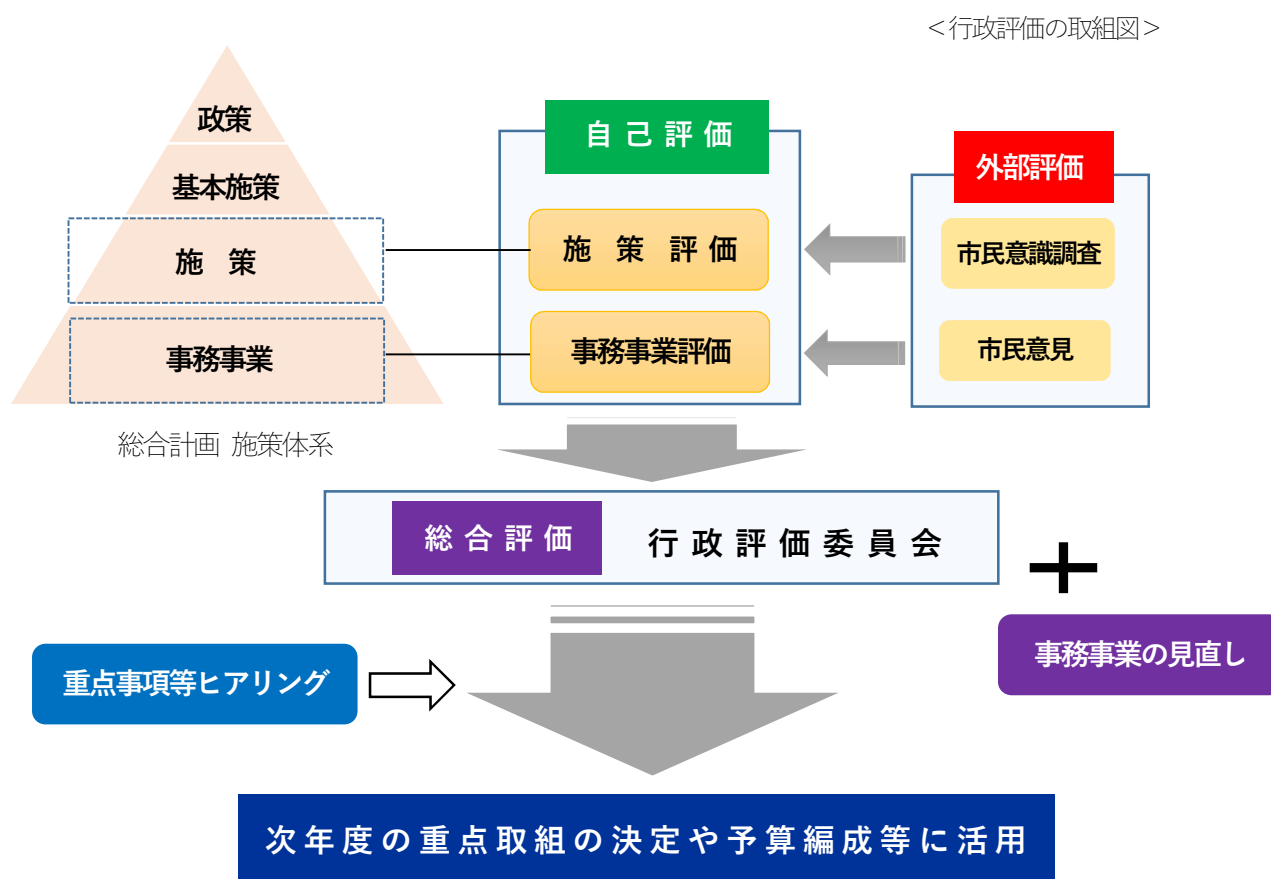 ＜行政評価の取組図＞
政策
基本施策
施 策
事務事業
総合計画 施策体系
自己評価
施 策 評 価
事務事業評価
外部評価
市民意識調査
市民意見
総合評価 行政評価委員会
＋
事務事業の見直し
重点事項等ヒアリング
次年度の重点取組の決定や予算編成等に活用